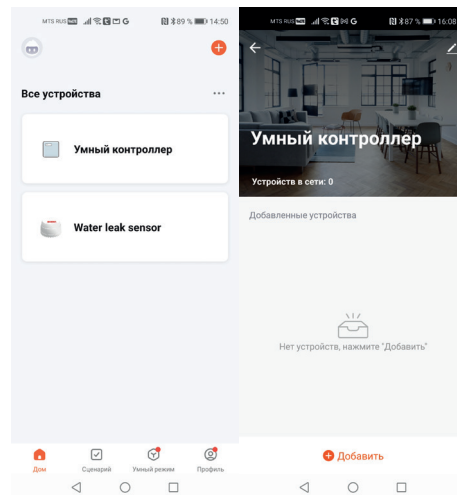 MTS RUS G 89 % 14:50
Все устройства
Умный контроллер
Water leak sensor
Дом Сценарий Умный режим Профиль
MTS RUS G 87 % 16:08
Умный контроллер
Устройств в сети: 0
Добавленные устройства
Нет устройств, нажмите "Добавить"
Добавить